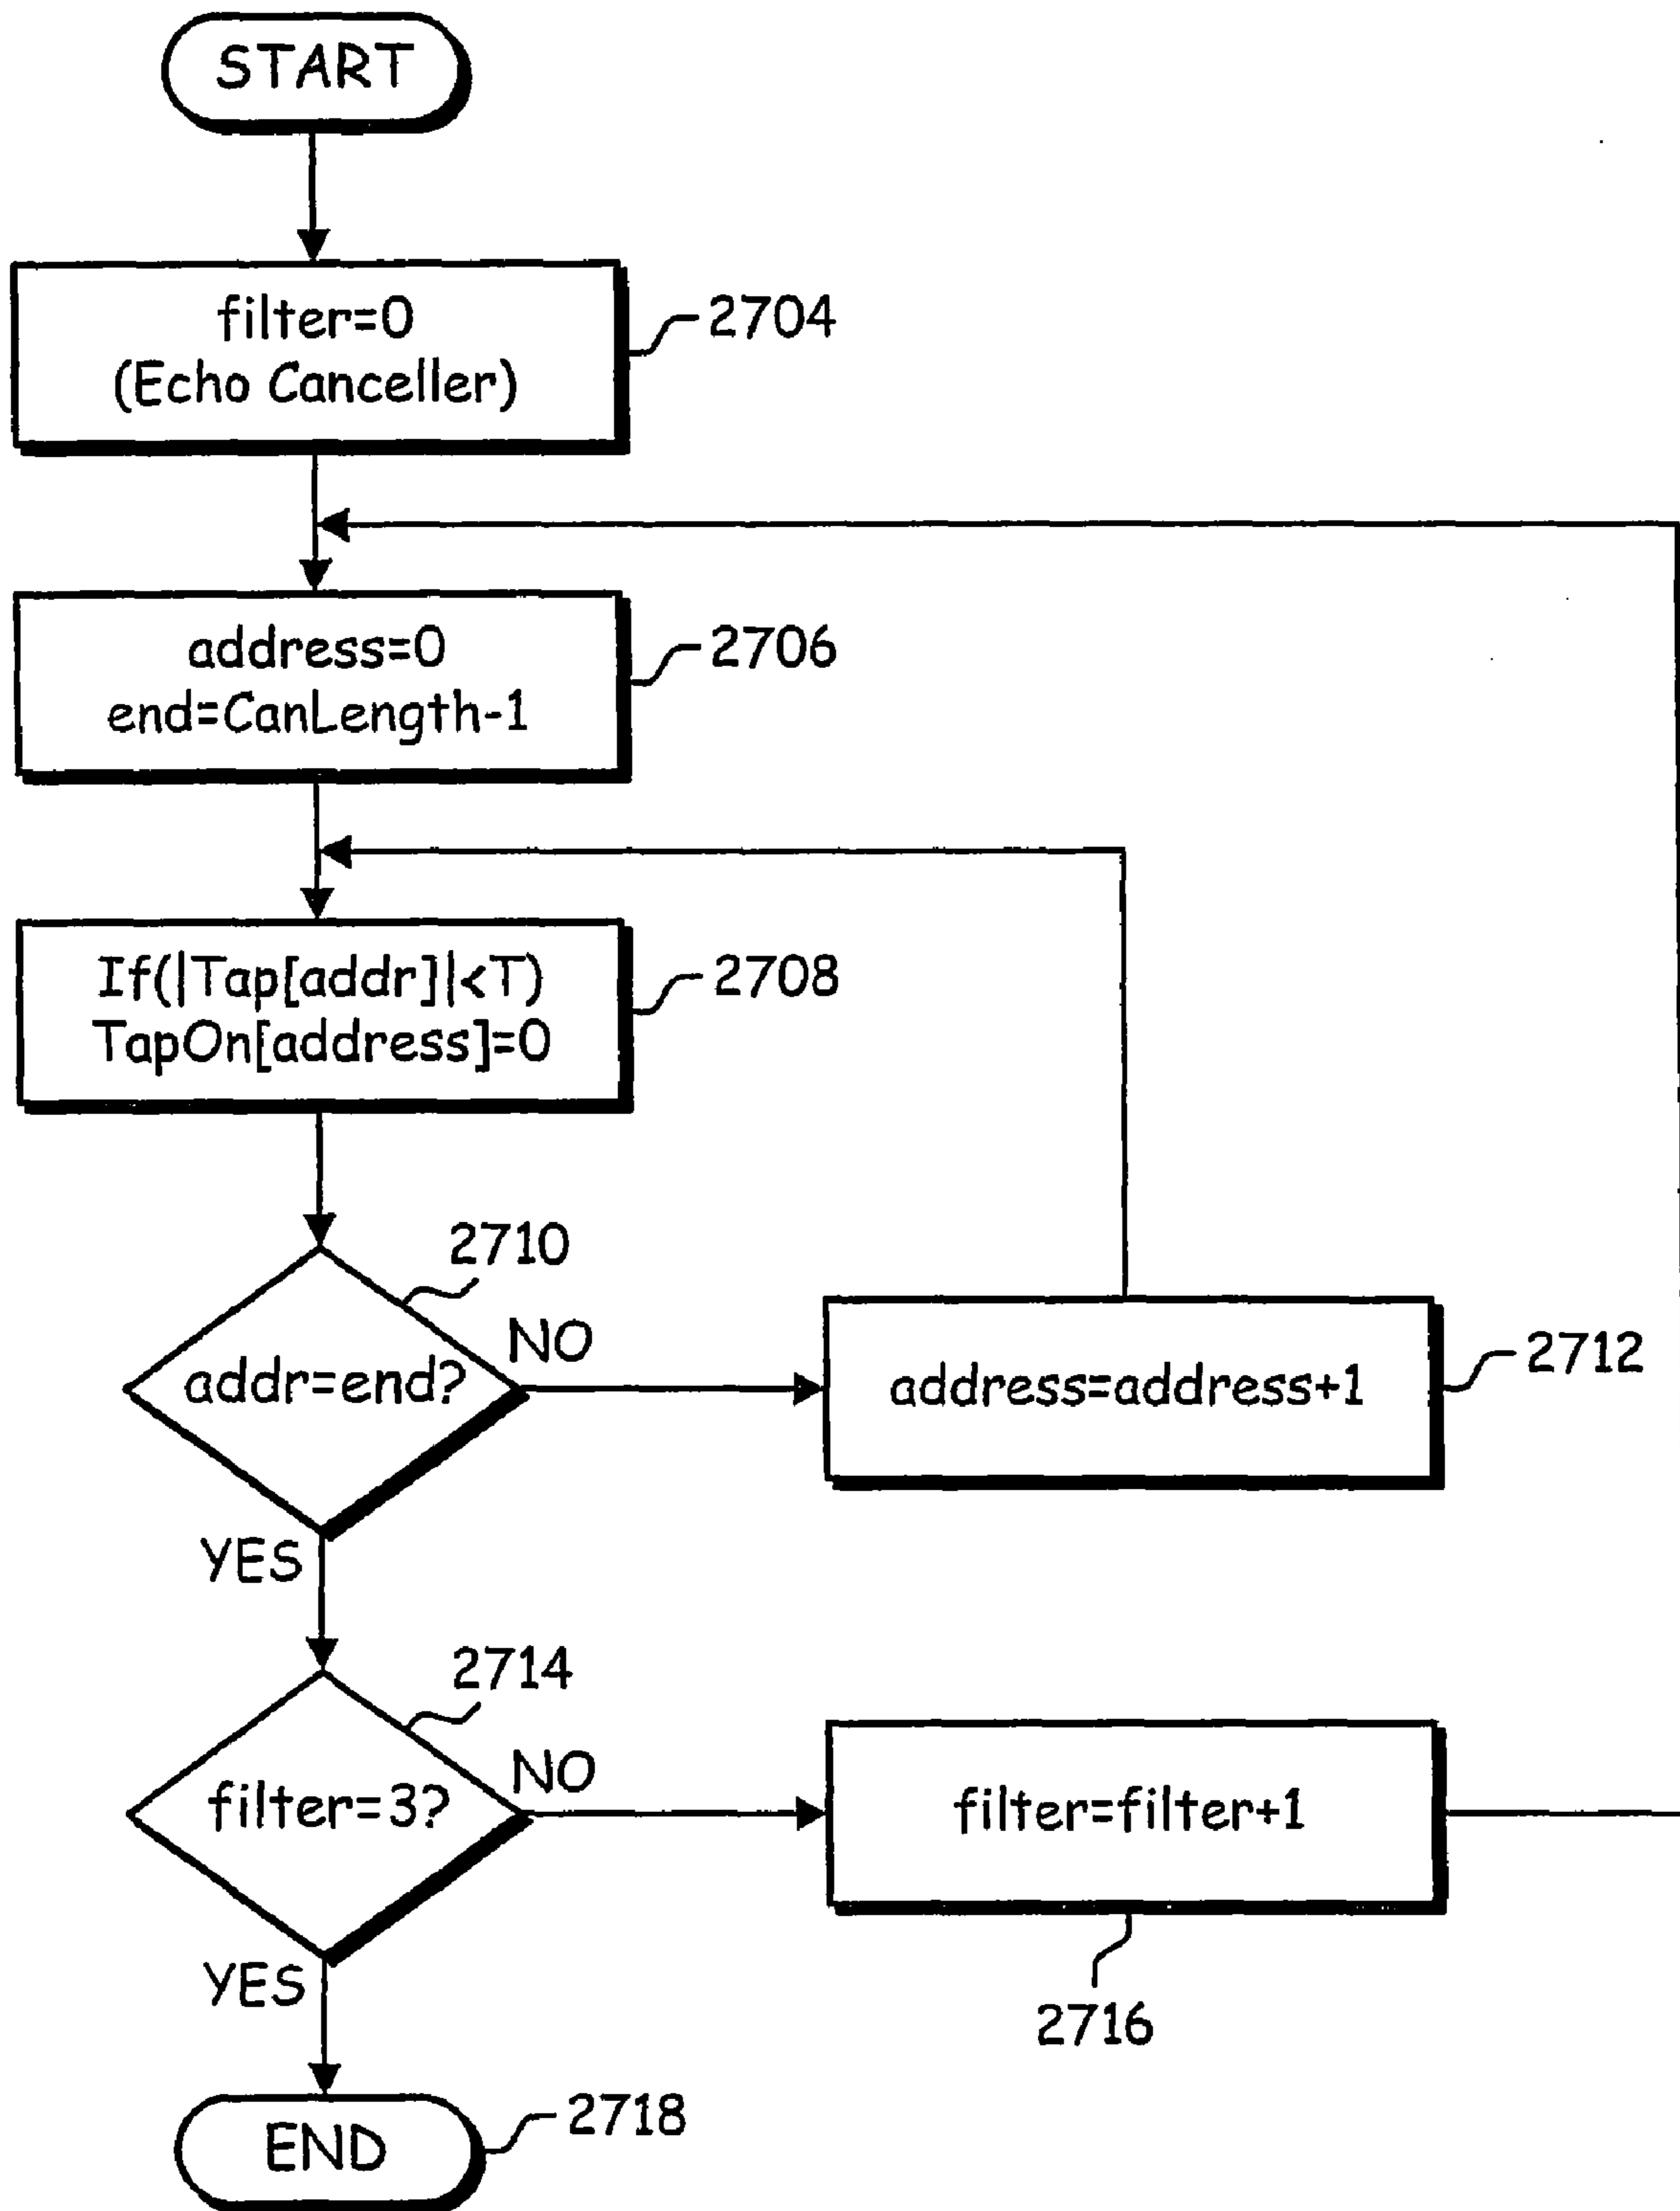 START
filter=0
(Echo Canceller)
2704
address=0
end=CanLength-1
2706
If(|Tap[addr]|<T)
TapOn[address]=0
2708
2710
addr=end?
NO
address=address+1
2712
YES
2714
filter=3?
NO
filter=filter+1
2716
YES
END
2718